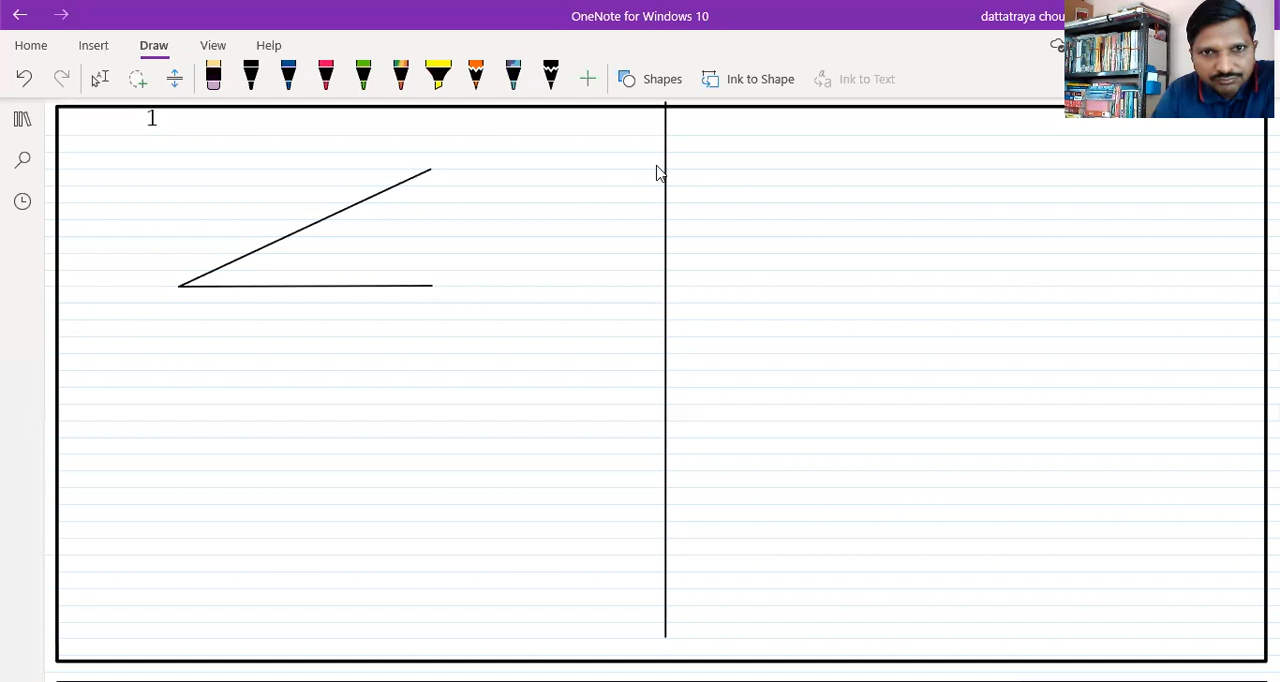 OneNote for Windows 10
dattatraya chou
Home Insert Draw View Help
Shapes Ink to Shape Ink to Text
1